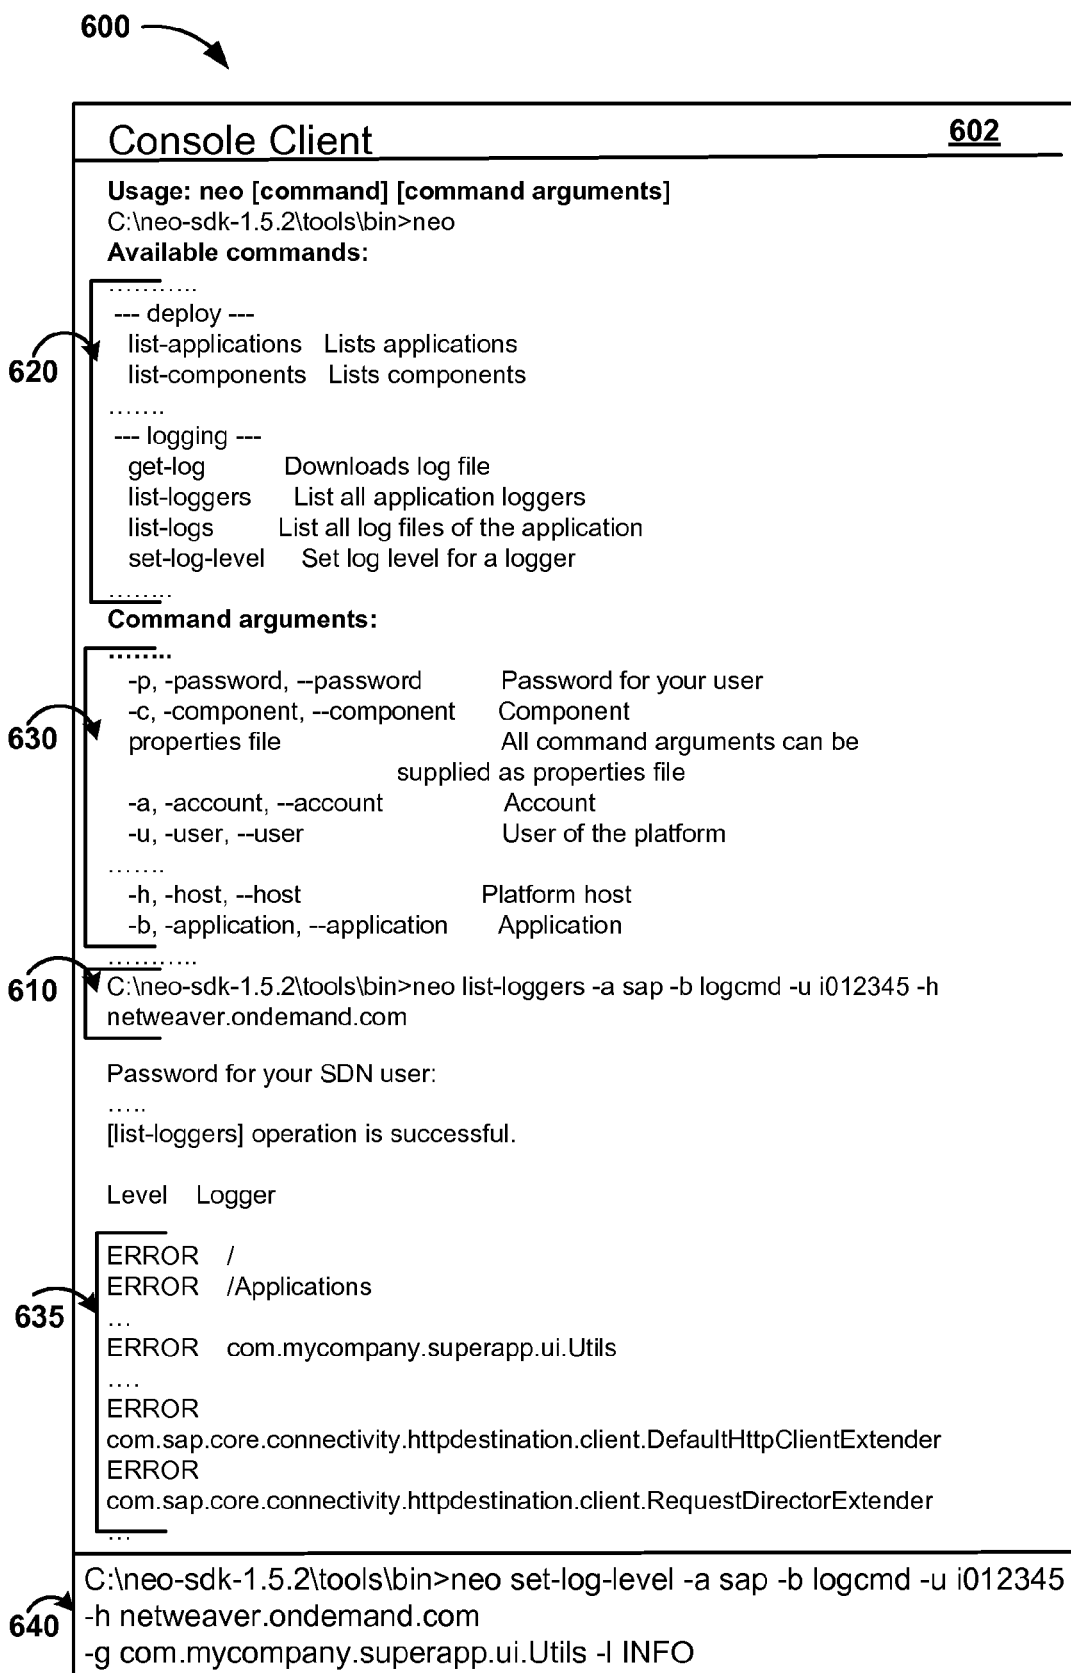 600
Console Client 602
Usage: neo [command] [command arguments]
C:\neo-sdk-1.5.2\tools\bin>neo
Available commands:
...........
--- deploy ---
list-applications Lists applications
620
list-components Lists components
.......
--- logging ---
get-log Downloads log file
list-loggers List all application loggers
list-logs List all log files of the application
set-log-level Set log level for a logger
........
Command arguments:
........
-p, -password, --password Password for your user
-c, -component, --component Component
630
properties file All command arguments can be
supplied as properties file
-a, -account, --account Account
-u, -user, --user User of the platform
.......
-h, -host, --host Platform host
-b, -application, --application Application
...........
610
C:\neo-sdk-1.5.2\tools\bin>neo list-loggers -a sap -b logcmd -u i012345 -h
netweaver.ondemand.com
Password for your SDN user:
.....
[list-loggers] operation is successful.
Level Logger
ERROR /
ERROR /Applications
635
...
ERROR com.mycompany.superapp.ui.Utils
....
ERROR
com.sap.core.connectivity.httpdestination.client.DefaultHttpClientExtender
ERROR
com.sap.core.connectivity.httpdestination.client.RequestDirectorExtender
...
C:\neo-sdk-1.5.2\tools\bin>neo set-log-level -a sap -b logcmd -u i012345
640
-h netweaver.ondemand.com
-g com.mycompany.superapp.ui.Utils -l INFO